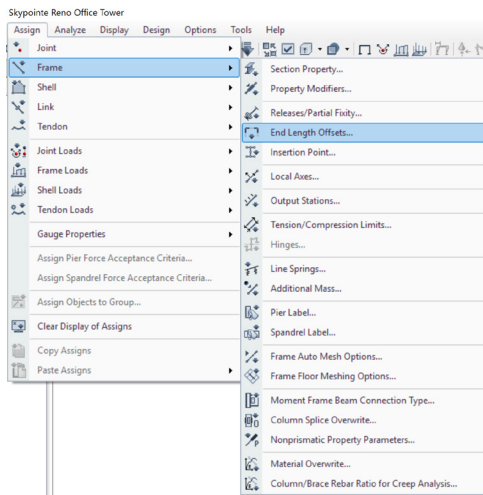 Skypointe Reno Office Tower
Assign Analyze Display Design Options Tools Help
Joint
Frame
Shell
Link
Tendon
Joint Loads
Frame Loads
Shell Loads
Tendon Loads
Gauge Properties
Assign Pier Force Acceptance Criteria...
Assign Spandrel Force Acceptance Criteria...
Assign Objects to Group...
Clear Display of Assigns
Copy Assigns
Paste Assigns
Section Property...
Property Modifiers...
Releases/Partial Fixity...
End Length Offsets...
Insertion Point...
Local Axes...
Output Stations...
Tension/Compression Limits...
Hinges...
Line Springs...
Additional Mass...
Pier Label...
Spandrel Label...
Frame Auto Mesh Options...
Frame Floor Meshing Options...
Moment Frame Beam Connection Type...
Column Splice Overwrite...
Nonprismatic Property Parameters...
Material Overwrite...
Column/Brace Rebar Ratio for Creep Analysis...